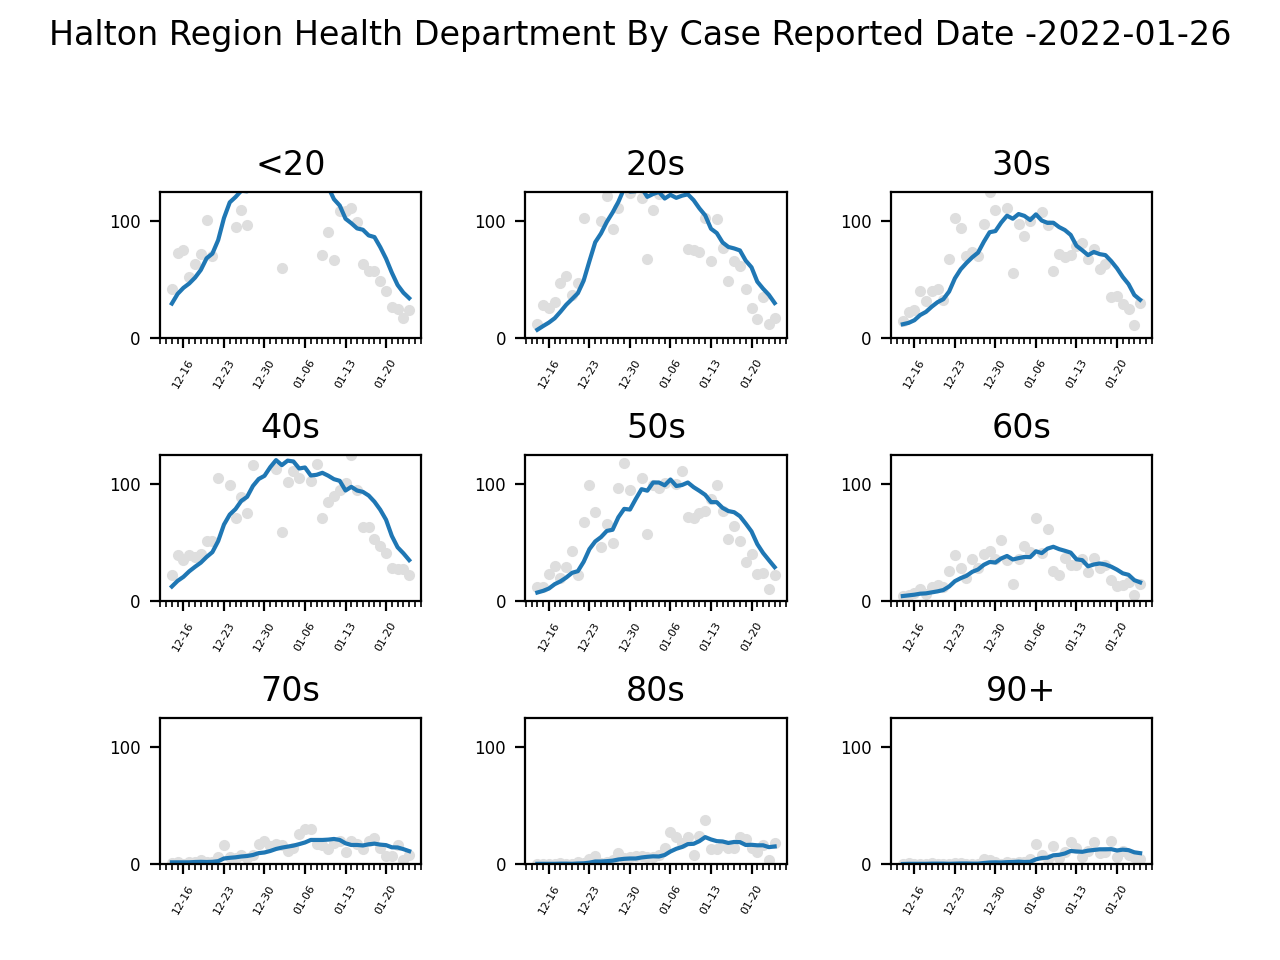 Halton Region Health Department By Case Reported Date -2022-01-26
<20 20s 30s
100 100 100
0 0 0
12-16 12-23 12-30 01-06 01-13 01-20 12-16 12-23 12-30 01-06 01-13 01-20 12-16 12-23 12-30 01-06 01-13 01-20
40s 50s 60s
100 100 100
0 0 0
12-16 12-23 12-30 01-06 01-13 01-20 12-16 12-23 12-30 01-06 01-13 01-20 12-16 12-23 12-30 01-06 01-13 01-20
70s 80s 90+
100 100 100
0 0 0
12-16 12-23 12-30 01-06 01-13 01-20 12-16 12-23 12-30 01-06 01-13 01-20 12-16 12-23 12-30 01-06 01-13 01-20